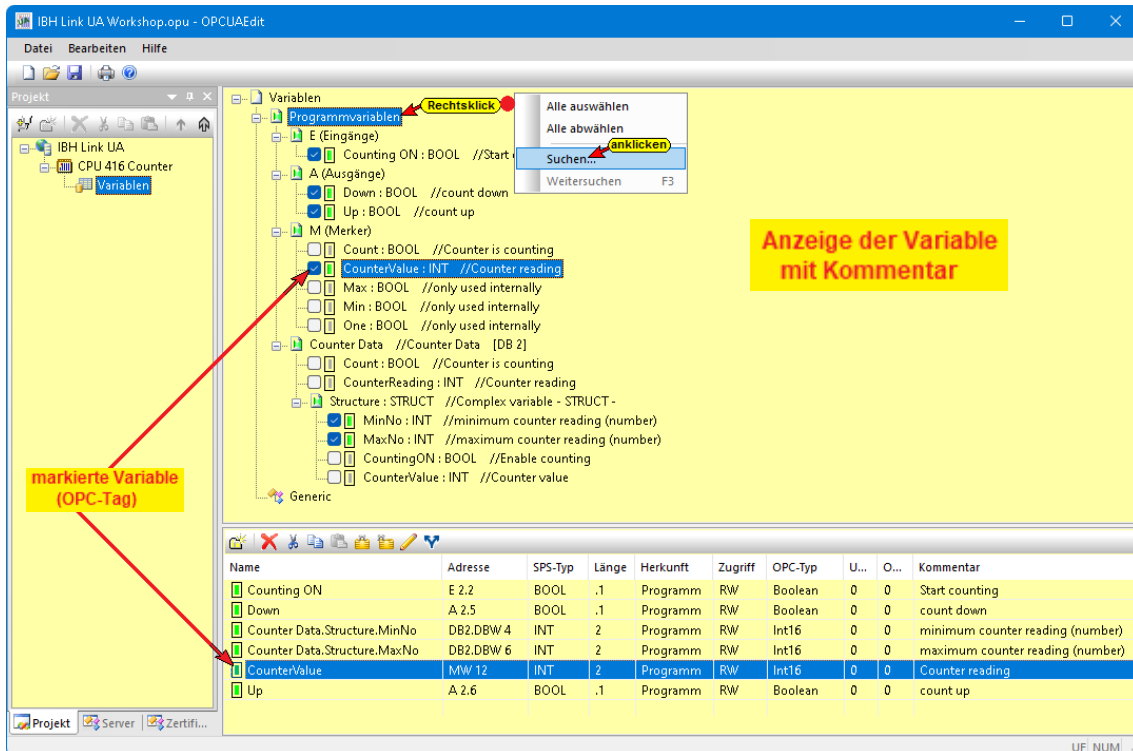 IBH Link UA Workshop.opu - OPCUAEdit
Datei Bearbeiten Hilfe
Projekt
IBH Link UA
CPU 416 Counter
Variablen
Variablen
Programmvariablen
Rechtsklick
E (Eingänge)
Counting ON : BOOL //Start
A (Ausgänge)
Down : BOOL //count down
Up : BOOL //count up
M (Merker)
Count : BOOL //Counter is counting
CounterValue : INT //Counter reading
Max : BOOL //only used internally
Min : BOOL //only used internally
One : BOOL //only used internally
Counter Data //Counter Data [DB 2]
Count : BOOL //Counter is counting
CounterReading : INT //Counter reading
Structure : STRUCT //Complex variable - STRUCT -
MinNo : INT //minimum counter reading (number)
MaxNo : INT //maximum counter reading (number)
CountingON : BOOL //Enable counting
CounterValue : INT //Counter value
Generic
Alle auswählen
Alle abwählen
anklicken
Suchen...
Weitersuchen F3
Anzeige der Variable
mit Kommentar
markierte Variable
(OPC-Tag)
Name Adresse SPS-Typ Länge Herkunft Zugriff OPC-Typ U... O... Kommentar
Counting ON E 2.2 BOOL .1 Programm RW Boolean 0 0 Start counting
Down A 2.5 BOOL .1 Programm RW Boolean 0 0 count down
Counter Data.Structure.MinNo DB2.DBW 4 INT 2 Programm RW Int16 0 0 minimum counter reading (number)
Counter Data.Structure.MaxNo DB2.DBW 6 INT 2 Programm RW Int16 0 0 maximum counter reading (number)
CounterValue MW 12 INT 2 Programm RW Int16 0 0 Counter reading
Up A 2.6 BOOL .1 Programm RW Boolean 0 0 count up
Projekt Server Zertifi...
UF NUM